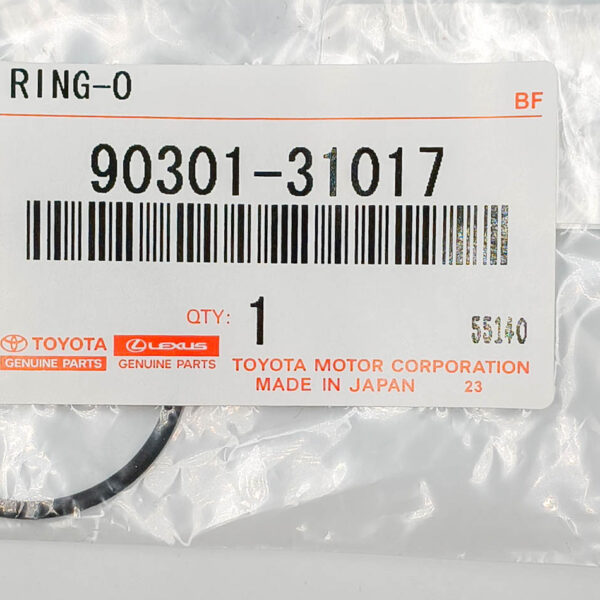 RING-O
BF
90301-31017
QTY: 1
55140
TOYOTA LEXUS
GENUINE PARTS GENUINE PARTS
TOYOTA MOTOR CORPORATION
MADE IN JAPAN 23